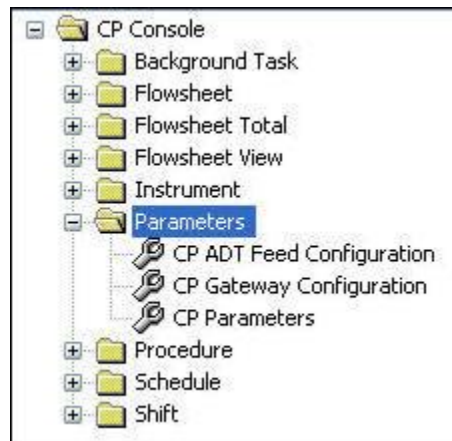 CP Console
Background Task
Flowsheet
Flowsheet Total
Flowsheet View
Instrument
Parameters
CP ADT Feed Configuration
CP Gateway Configuration
CP Parameters
Procedure
Schedule
Shift